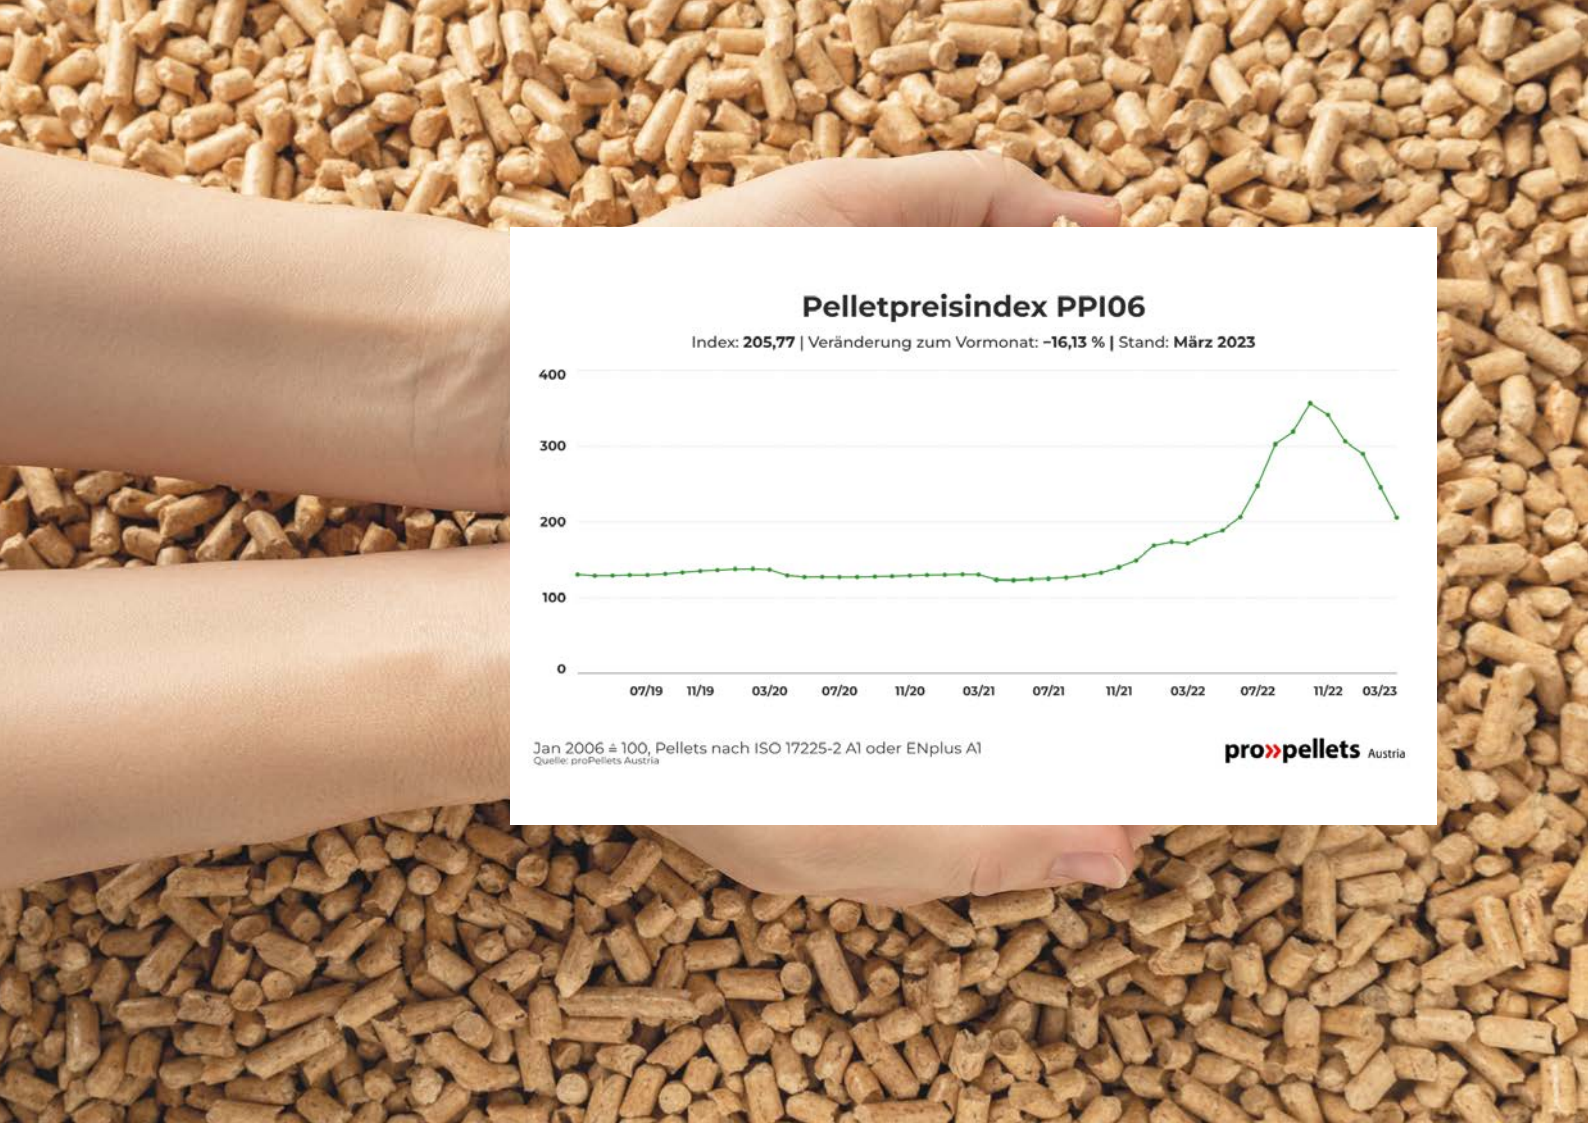 Pelletpreisindex PPI06
Index: 205,77 | Veränderung zum Vormonat: –16,13 % | Stand: März 2023
400
300
200
100
0
07/19 11/19 03/20 07/20 11/20 03/21 07/21 11/21 03/22 07/22 11/22 03/23
Jan 2006 ≙ 100, Pellets nach ISO 17225-2 A1 oder ENplus A1
Quelle: proPellets Austria
pro»pellets Austria